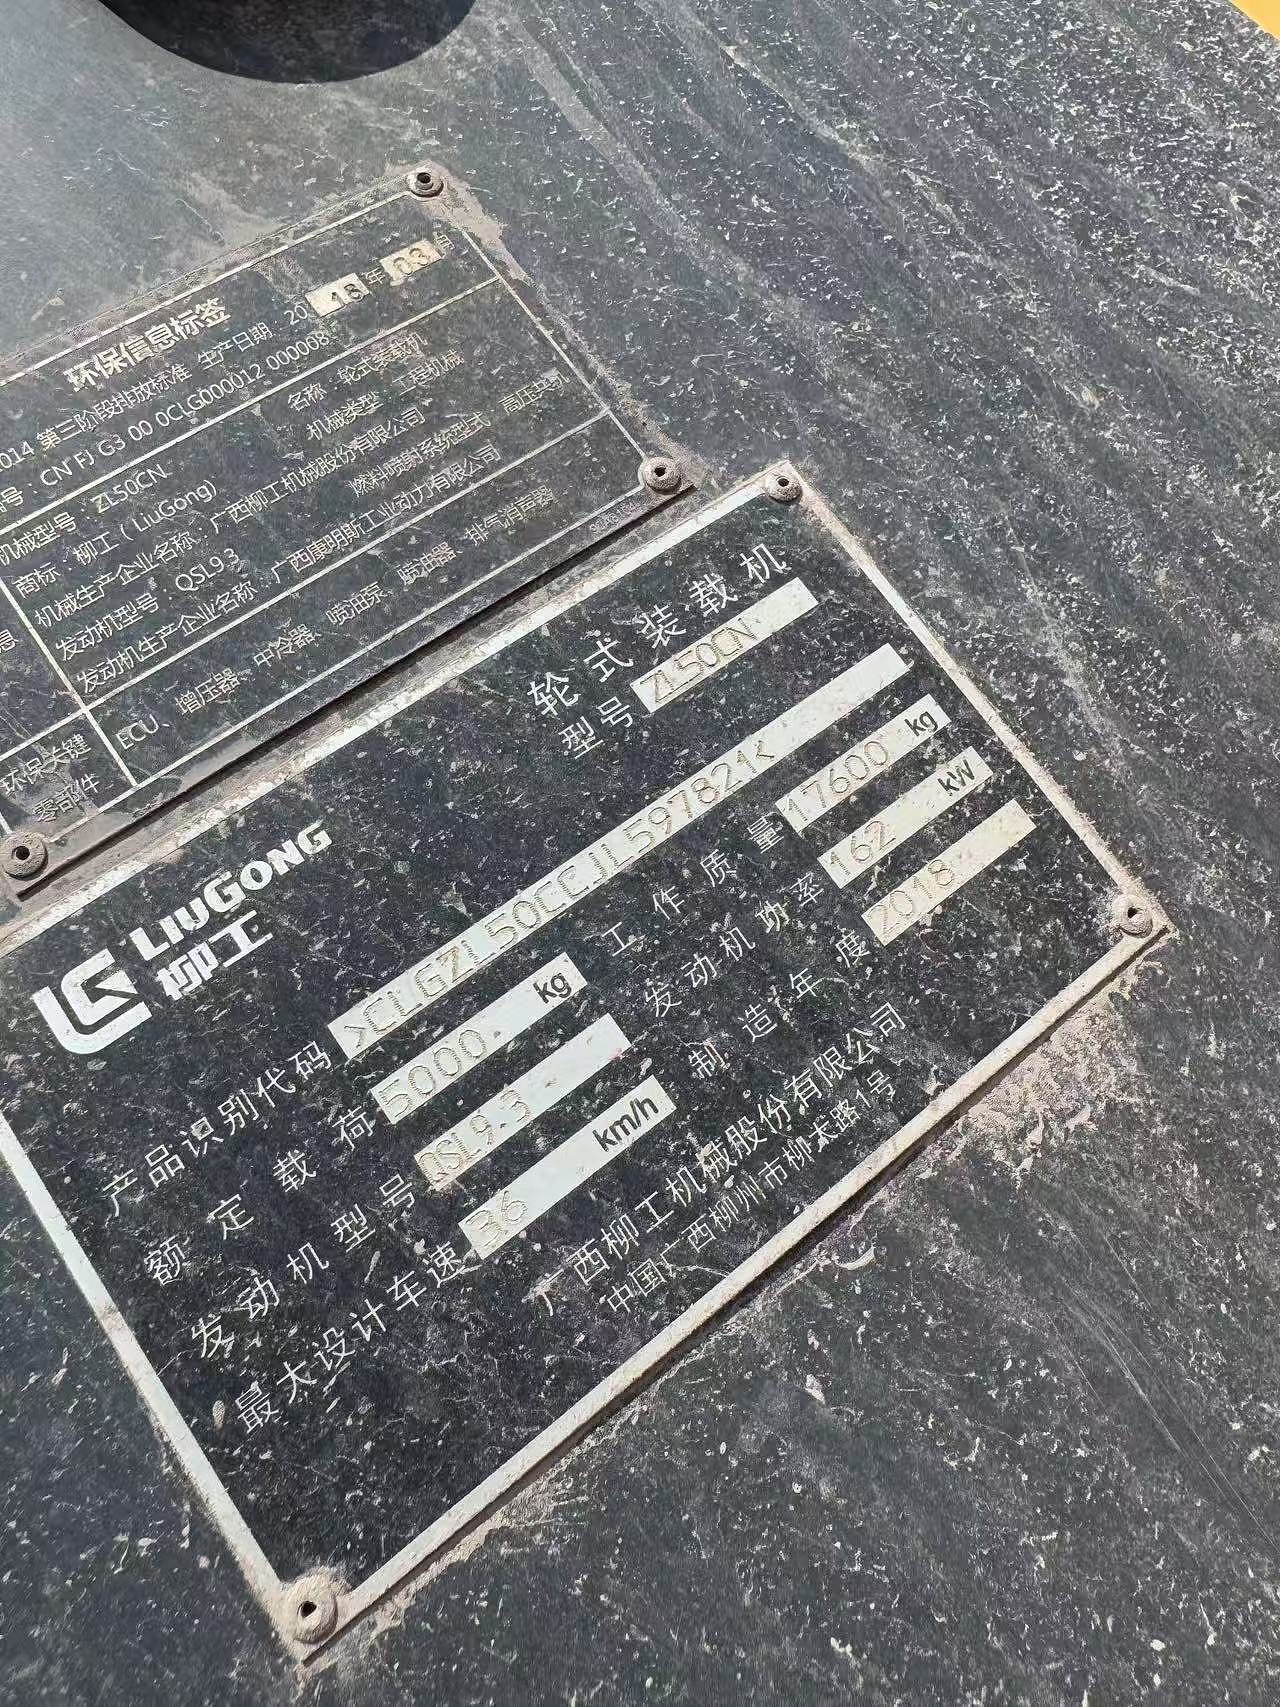 环保信息标签
014 第三阶段排放标准 生产日期 2018年03月
号：CN FJ G3 00 0CLG000012 000008
机械型号：ZL50CN 名称：轮式装载机
商标：柳工（LiuGong） 机械类型：工程机械
机械生产企业名称：广西柳工机械股份有限公司
发动机型号：QSL9.3 燃料喷射系统型式：高压共轨
发动机生产企业名称：广西康明斯工业动力有限公司
息
环保关键
零部件
ECU、增压器、中冷器、喷油泵、喷油器、排气消声器
LIUGONG
柳工
轮式装载机
型号 ZL50CN
产品识别代码 >CLGZL50CCJL597821<
额定载荷 5000 kg 工作质量 17600 kg
发动机型号 QSL9.3 发动机功率 162 kW
最大设计车速 36 km/h 制造年度 2018
广西柳工机械股份有限公司
中国广西柳州市柳太路1号